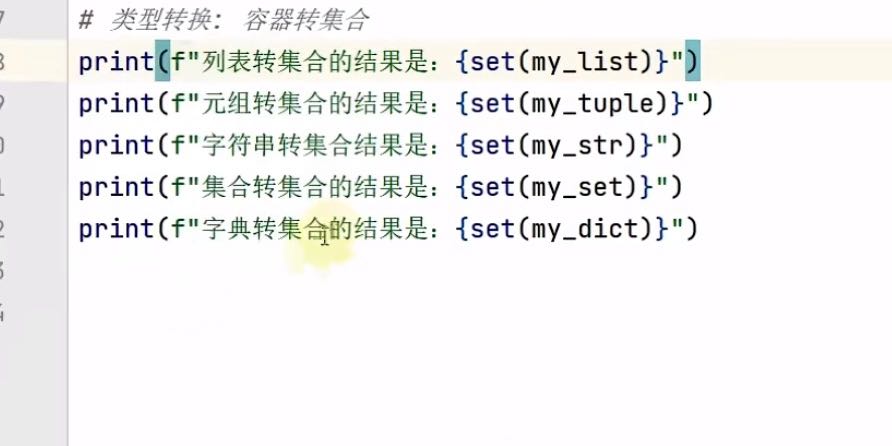 # 类型转换: 容器转集合
print(f"列表转集合的结果是：{set(my_list)}")
print(f"元组转集合的结果是：{set(my_tuple)}")
print(f"字符串转集合结果是：{set(my_str)}")
print(f"集合转集合的结果是：{set(my_set)}")
print(f"字典转集合的结果是：{set(my_dict)}")